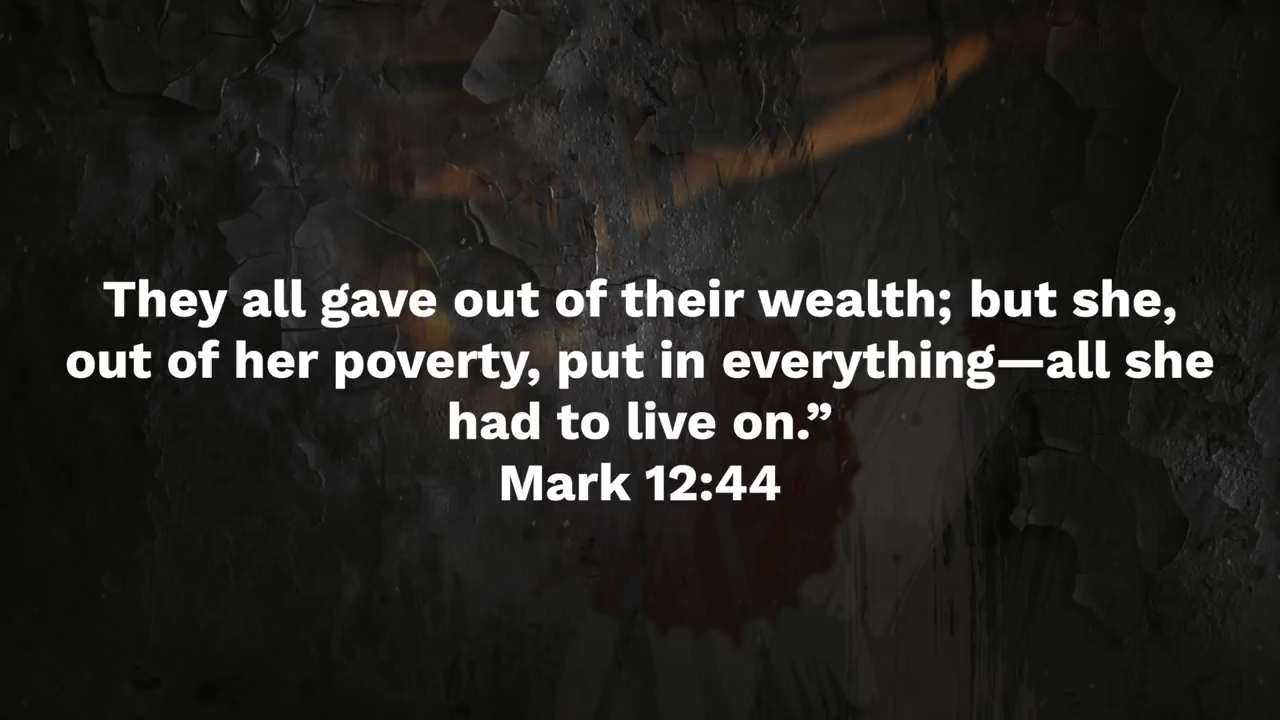 They all gave out of their wealth; but she,
out of her poverty, put in everything—all she
had to live on.”
Mark 12:44